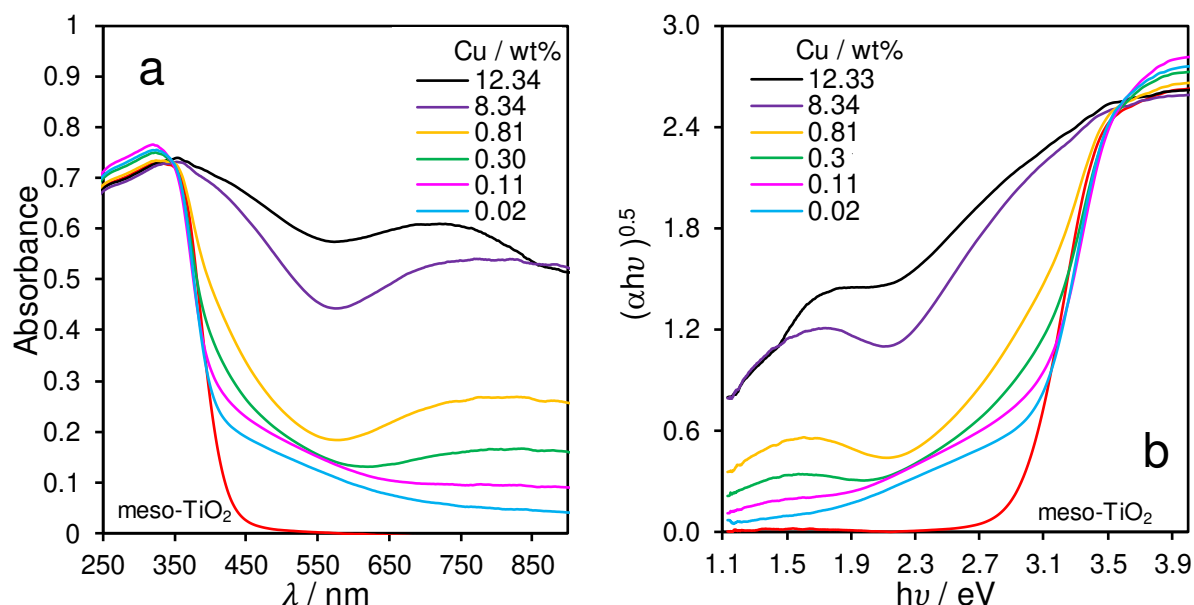 a
Cu / wt%
12.34
8.34
0.81
0.30
0.11
0.02
1
0.9
0.8
0.7
0.6
0.5
0.4
0.3
0.2
0.1
0
Absorbance
meso-TiO₂
250 350 450 550 650 750 850
λ / nm
b
Cu / wt%
12.33
8.34
0.81
0.3
0.11
0.02
3.0
2.4
1.8
1.2
0.6
0.0
(αhυ)⁰·⁵
meso-TiO₂
1.1 1.5 1.9 2.3 2.7 3.1 3.5 3.9
hυ / eV